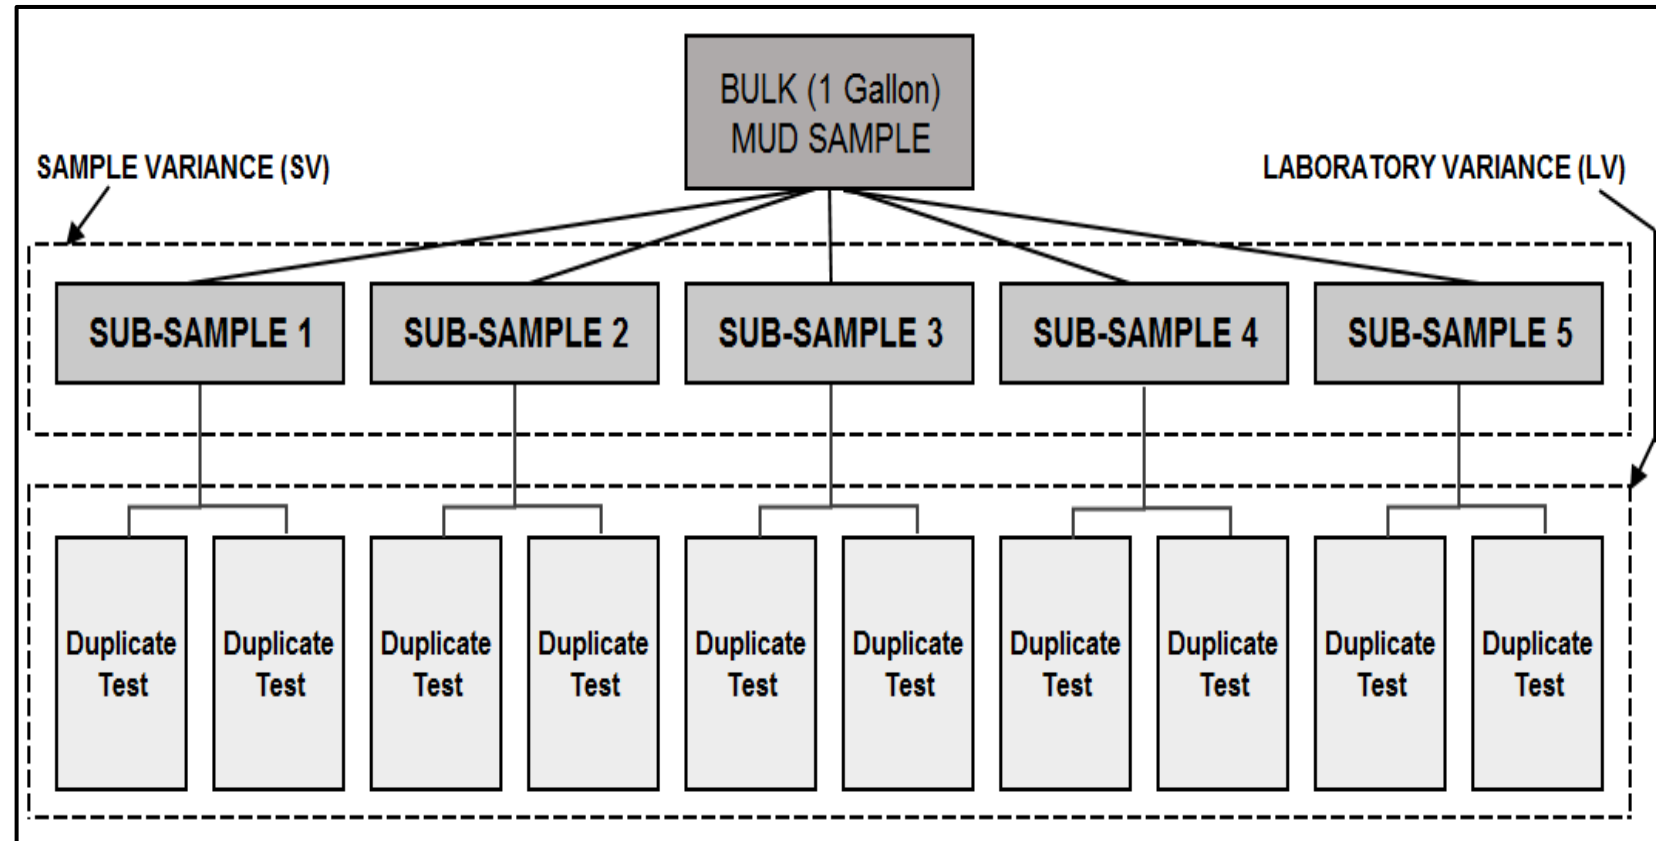 BULK (1 Gallon)
MUD SAMPLE
SAMPLE VARIANCE (SV)
LABORATORY VARIANCE (LV)
SUB-SAMPLE 1
SUB-SAMPLE 2
SUB-SAMPLE 3
SUB-SAMPLE 4
SUB-SAMPLE 5
Duplicate
Test
Duplicate
Test
Duplicate
Test
Duplicate
Test
Duplicate
Test
Duplicate
Test
Duplicate
Test
Duplicate
Test
Duplicate
Test
Duplicate
Test